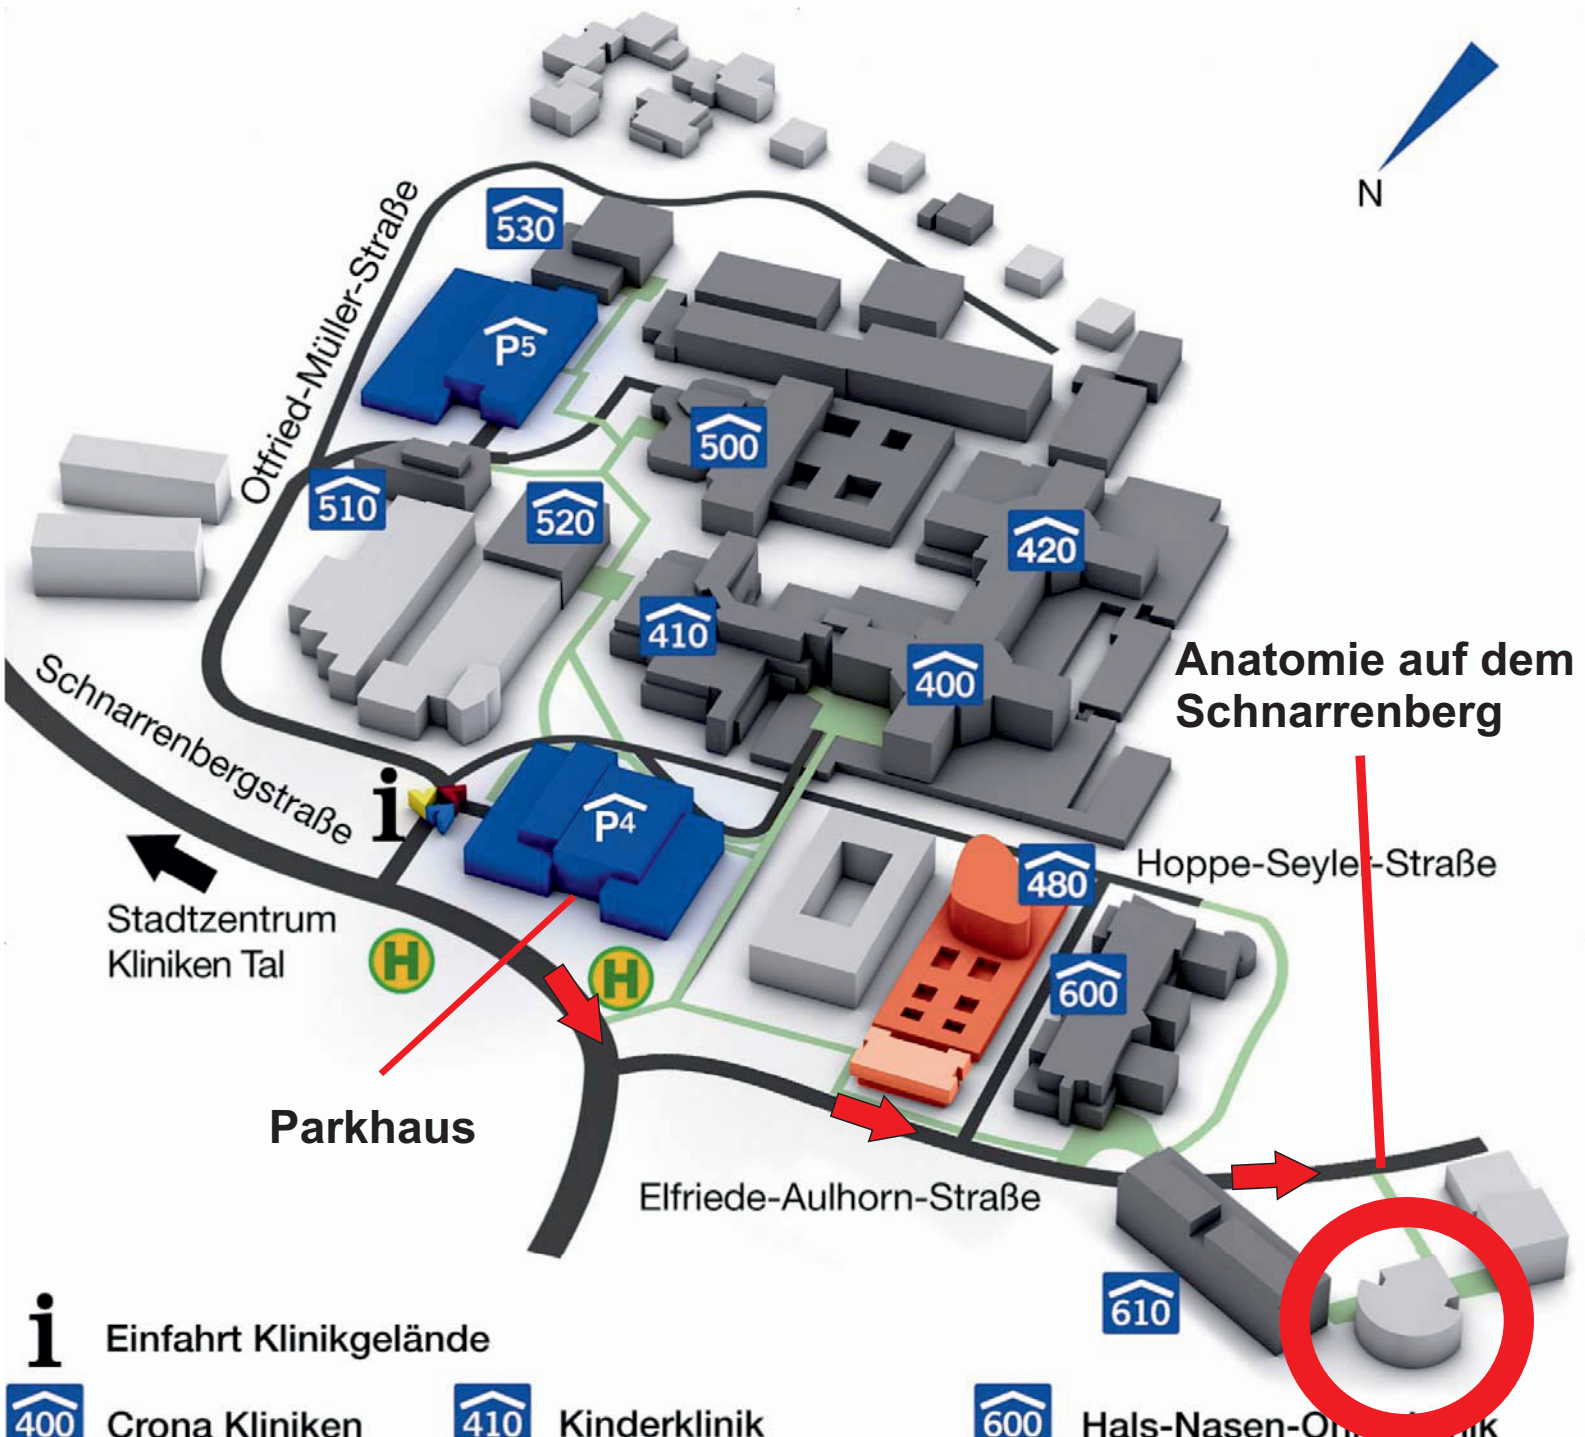 N
530
Otfried-Müller-Straße
P5
500
510
520
420
410
400
Anatomie auf dem
Schnarrenberg
Schnarrenbergstraße
i
P4
480
Hoppe-Seyler-Straße
Stadtzentrum
Kliniken Tal
H
H
600
Parkhaus
Elfriede-Aulhorn-Straße
610
i Einfahrt Klinikgelände
400 Crona Kliniken 410 Kinderklinik 600 Hals-Nasen-